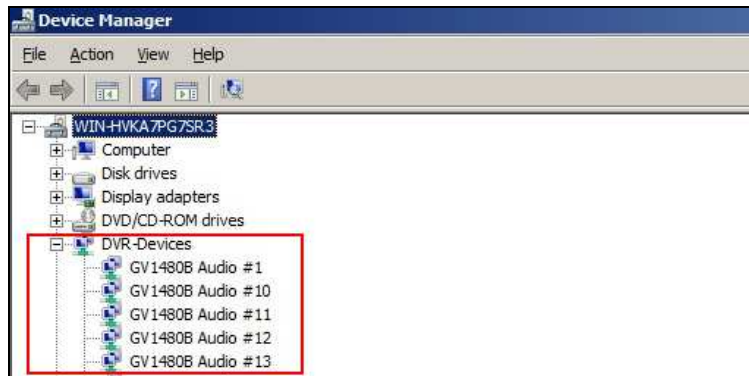 Device Manager
File Action View Help
WIN-HVKA7PG7SR3
Computer
Disk drives
Display adapters
DVD/CD-ROM drives
DVR-Devices
GV1480B Audio #1
GV1480B Audio #10
GV1480B Audio #11
GV1480B Audio #12
GV1480B Audio #13